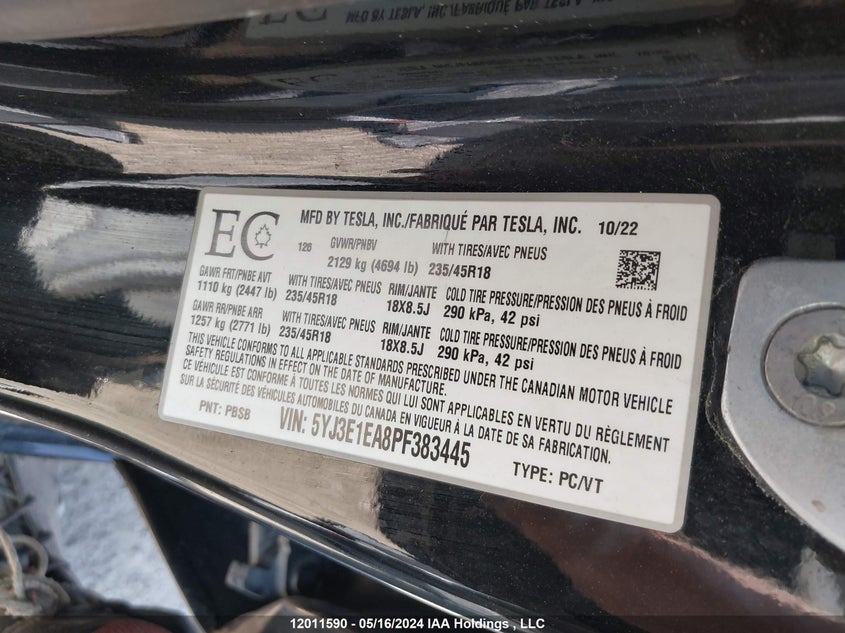 EC
MFD BY TESLA, INC./FABRIQUÉ PAR TESLA, INC. 10/22
126 GVWR/PNBV WITH TIRES/AVEC PNEUS
2129 kg (4694 lb) 235/45R18
GAWR FRT/PNBE AVT WITH TIRES/AVEC PNEUS RIM/JANTE COLD TIRE PRESSURE/PRESSION DES PNEUS À FROID
1110 kg (2447 lb) 235/45R18 18X8.5J 290 kPa, 42 psi
GAWR RR/PNBE ARR WITH TIRES/AVEC PNEUS RIM/JANTE COLD TIRE PRESSURE/PRESSION DES PNEUS À FROID
1257 kg (2771 lb) 235/45R18 18X8.5J 290 kPa, 42 psi
THIS VEHICLE CONFORMS TO ALL APPLICABLE STANDARDS PRESCRIBED UNDER THE CANADIAN MOTOR VEHICLE
SAFETY REGULATIONS IN EFFECT ON THE DATE OF MANUFACTURE.
CE VÉHICULE EST CONFORME À TOUTES LES NORMES QUI LUI SONT APPLICABLES EN VERTU DU RÈGLEMENT
SUR LA SÉCURITÉ DES VÉHICULES AUTOMOBILES DU CANADA EN VIGUEUR À LA DATE DE SA FABRICATION.
PNT: PBSB VIN: 5YJ3E1EA8PF383445 TYPE: PC/VT
12011590 - 05/16/2024 IAA Holdings , LLC